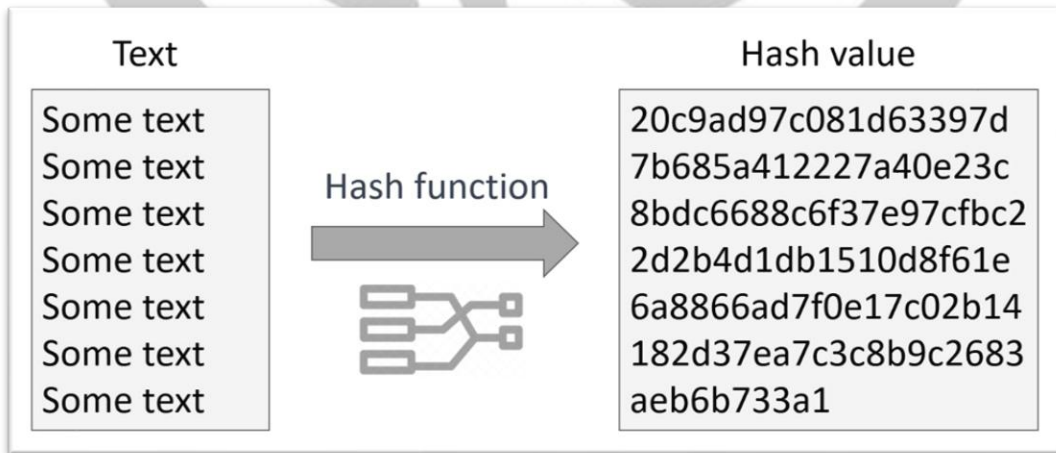 Text
Some text
Some text
Some text
Some text
Some text
Some text
Some text
Hash function
Hash value
20c9ad97c081d63397d
7b685a412227a40e23c
8bdc6688c6f37e97cfbc2
2d2b4d1db1510d8f61e
6a8866ad7f0e17c02b14
182d37ea7c3c8b9c2683
aeb6b733a1